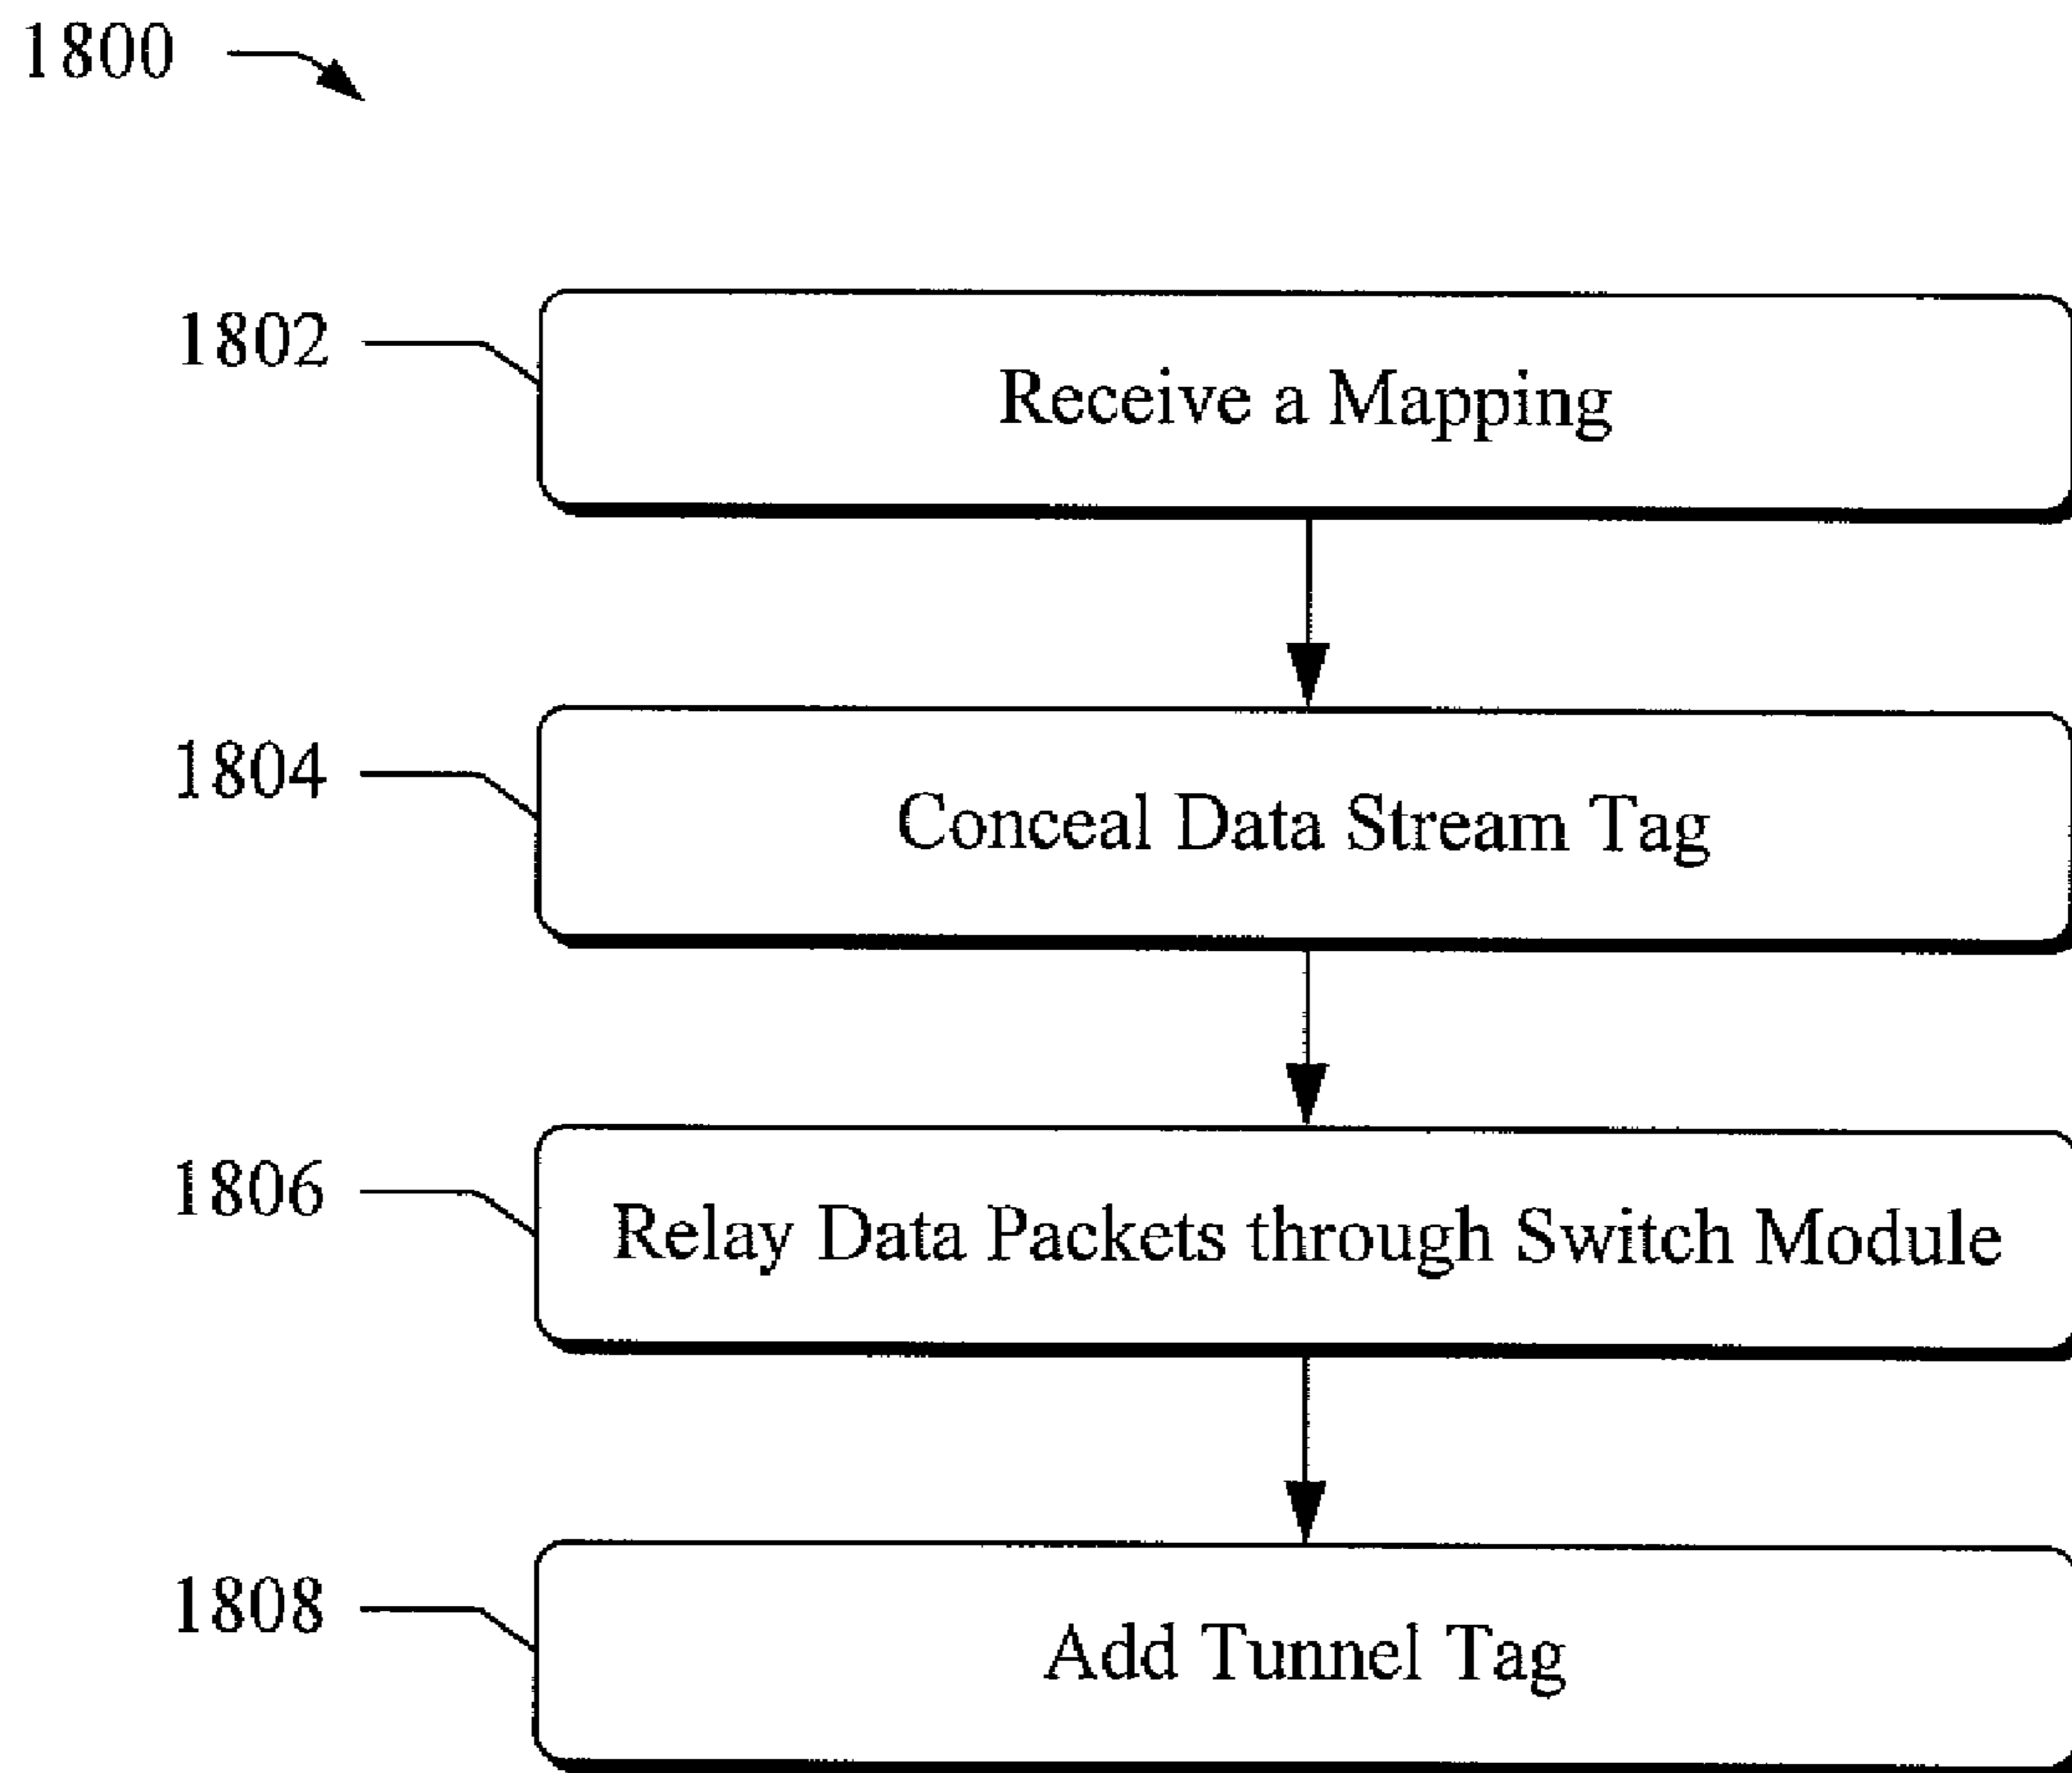 1800
1802
Receive a Mapping
1804
Conceal Data Stream Tag
1806
Relay Data Packets through Switch Module
1808
Add Tunnel Tag